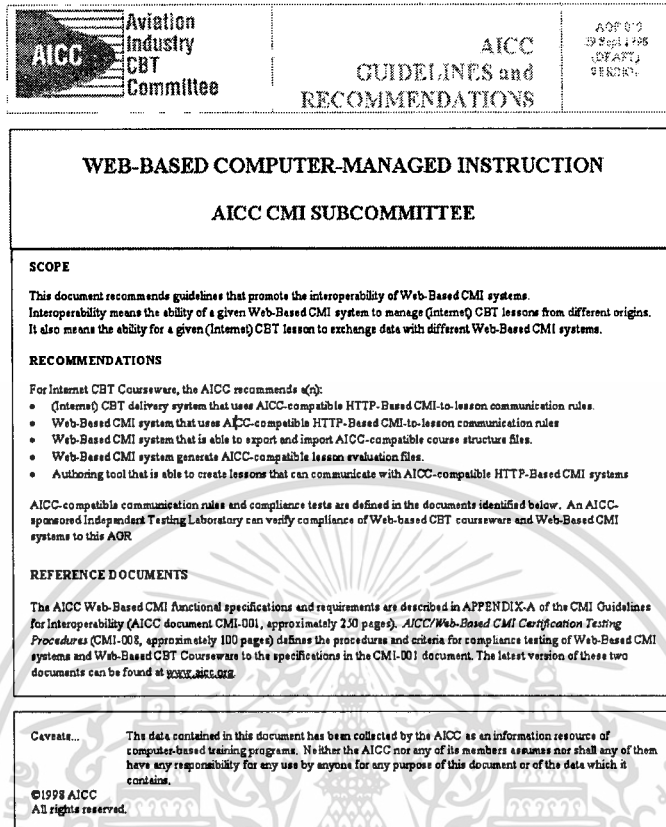 AICC
Aviation
Industry
CBT
Committee
AICC
GUIDELINES and
RECOMMENDATIONS
WEB-BASED COMPUTER-MANAGED INSTRUCTION
AICC CMI SUBCOMMITTEE
SCOPE
This document recommends guidelines that promote the interoperability of Web-Based CMI systems.
Interoperability means the ability of a given Web-Based CMI system to manage (internet) CBT lessons from different origins.
It also means the ability for a given (Internet) CBT lesson to exchange data with different Web-Based CMI systems.
RECOMMENDATIONS
For Internet CBT Courseware, the AICC recommends a(n):
• (Internet) CBT delivery system that uses AICC-compatible HTTP-Based CMI-to-lesson communication rules.
• Web-Based CMI system that uses AICC-compatible HTTP-Based CMI-to-lesson communication rules
• Web-Based CMI system that is able to export and import AICC-compatible course structure files.
• Web-Based CMI system generate AICC-compatible lesson evaluation files.
• Authoring tool that is able to create lessons that can communicate with AICC-compatible HTTP-Based CMI systems
AICC-compatible communication rules and compliance tests are defined in the documents identified below. An AICC-
sponsored Independent Testing Laboratory can verify compliance of Web-based CBT courseware and Web-Based CMI
systems to this AGR
REFERENCE DOCUMENTS
The AICC Web-Based CMI functional specifications and requirements are described in APPENDIX-A of the CMI Guidelines
for Interoperability (AICC document CMI-001, approximately 250 pages). AICC/Web-Based CMI Certification Testing
Procedures (CMI-008, approximately 100 pages) defines the procedures and criteria for compliance testing of Web-Based CMI
systems and Web-Based CBT Courseware to the specifications in the CMI-001 document. The latest version of these two
documents can be found at www.aicc.org
Caveats... The data contained in this document has been collected by the AICC as an information resource of
computer-based training programs. Neither the AICC nor any of its members assumes nor shall any of them
have any responsibility for any use by anyone for any purpose of this document or of the data which it
contains.
©1998 AICC
All rights reserved.